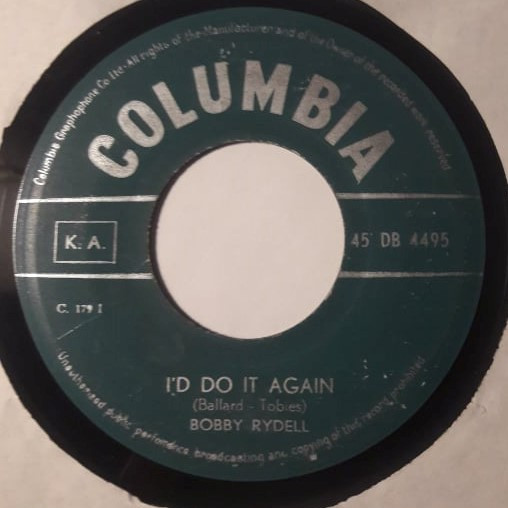 Columbia Graphophone Co Ltd·All rights of the Manufacturer and of the Owner of the recorded work reserved
COLUMBIA
K. A.
45 DB 4495
C. 179 I
I'D DO IT AGAIN
(Ballard - Tobies)
BOBBY RYDELL
Unauthorised public performance broadcasting and copying of this record prohibited